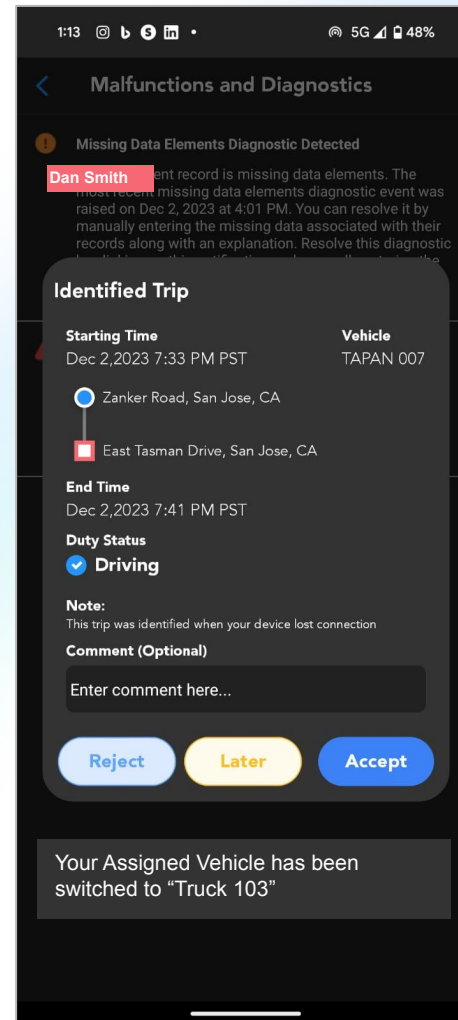 1:13 5G 48%
Malfunctions and Diagnostics
Missing Data Elements Diagnostic Detected
Dan Smith ent record is missing data elements. The
most recent missing data elements diagnostic event was
raised on Dec 2, 2023 at 4:01 PM. You can resolve it by
manually entering the missing data associated with their
records along with an explanation. Resolve this diagnostic
Identified Trip
Starting Time Vehicle
Dec 2,2023 7:33 PM PST TAPAN 007
Zanker Road, San Jose, CA
East Tasman Drive, San Jose, CA
End Time
Dec 2,2023 7:41 PM PST
Duty Status
Driving
Note:
This trip was identified when your device lost connection
Comment (Optional)
Enter comment here...
Reject Later Accept
Your Assigned Vehicle has been
switched to “Truck 103”